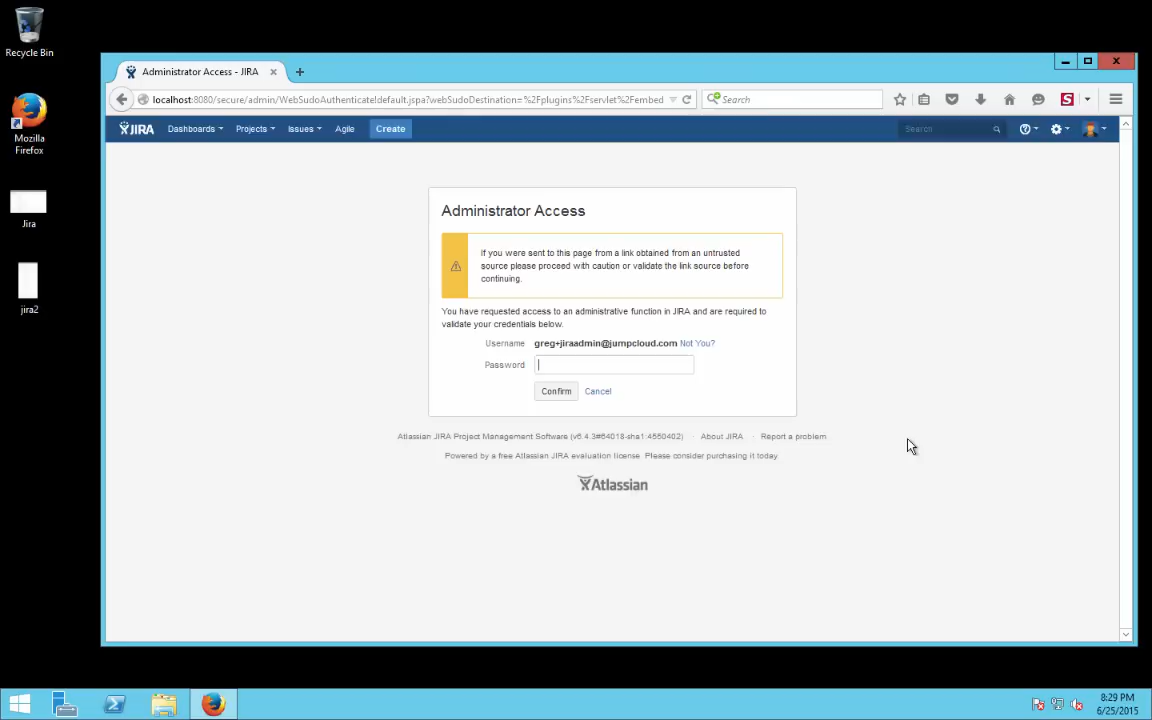 Recycle Bin
Mozilla
Firefox
Jira
jira2
Administrator Access - JIRA
localhost:8080/secure/admin/WebSudoAuthenticate!default.jspa?webSudoDestination=%2Fplugins%2Fservlet%2Fembed
Search
JIRA Dashboards Projects Issues Agile Create
Search
Administrator Access
If you were sent to this page from a link obtained from an untrusted
source please proceed with caution or validate the link source before
continuing.
You have requested access to an administrative function in JIRA and are required to
validate your credentials below.
Username greg+jiraadmin@jumpcloud.com Not You?
Password
Confirm Cancel
Atlassian JIRA Project Management Software (v6.4.3#64018-sha1:4550402) · About JIRA · Report a problem
Powered by a free Atlassian JIRA evaluation license. Please consider purchasing it today.
Atlassian
8:29 PM
6/25/2015